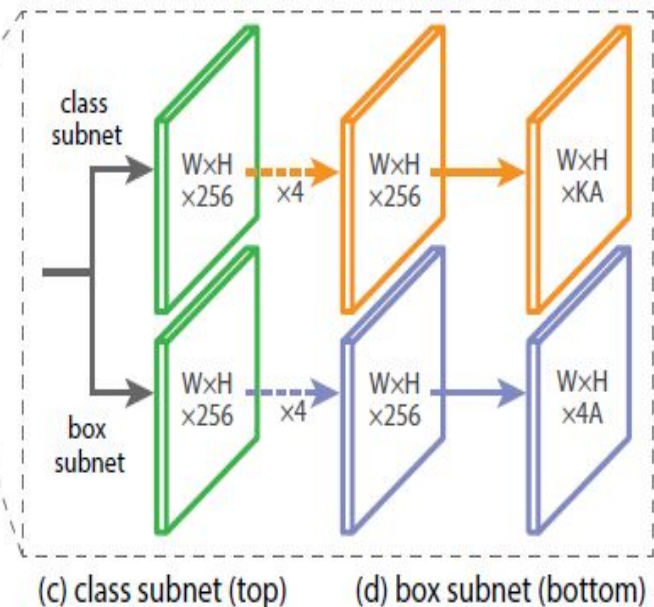 class
subnet
W×H
×256
×4
W×H
×256
W×H
×KA
box
subnet
W×H
×256
×4
W×H
×256
W×H
×4A
(c) class subnet (top)
(d) box subnet (bottom)